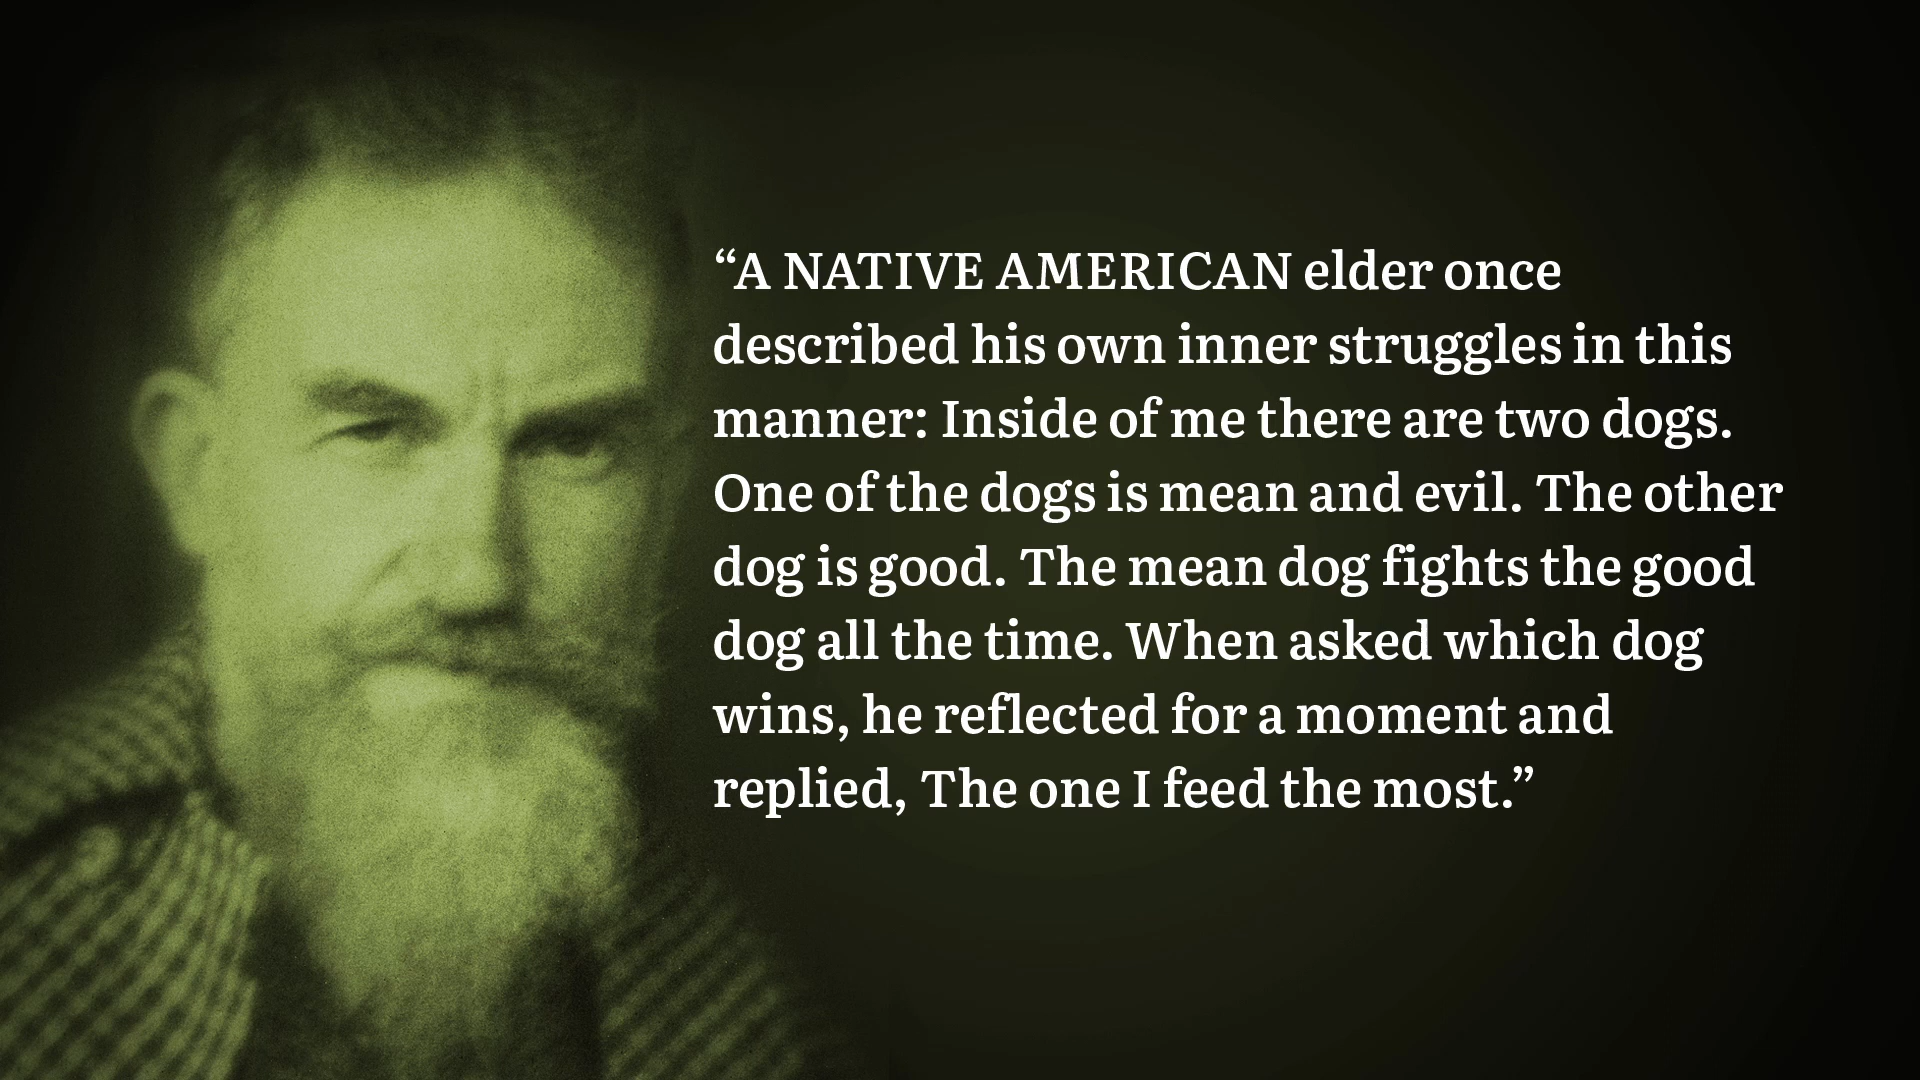 “A NATIVE AMERICAN elder once
described his own inner struggles in this
manner: Inside of me there are two dogs.
One of the dogs is mean and evil. The other
dog is good. The mean dog fights the good
dog all the time. When asked which dog
wins, he reflected for a moment and
replied, The one I feed the most.”